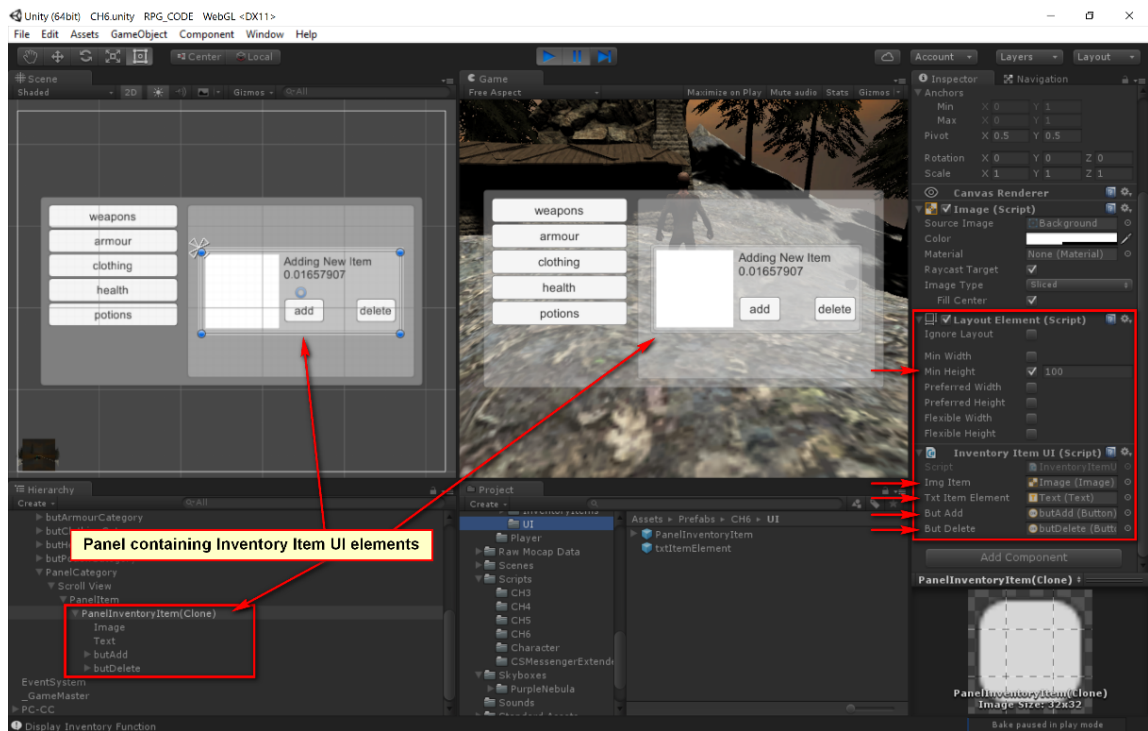 Unity (64bit) CH6.unity RPG_CODE WebGL <DX11>
File Edit Assets GameObject Component Window Help
Center Local
Account Layers Layout
Scene
Shaded 2D Gizmos All
weapons
armour
clothing
health
potions
Adding New Item
0.01657907
add delete
Game
Free Aspect Maximize on Play Mute audio Stats Gizmos
weapons
armour
clothing
health
potions
Adding New Item
0.01657907
add delete
Inspector Navigation
Anchors
Min X 0 Y 1
Max X 0 Y 1
Pivot X 0.5 Y 0.5
Rotation X 0 Y 0 Z 0
Scale X 1 Y 1 Z 1
Canvas Renderer
Image (Script)
Source Image Background
Color
Material None (Material)
Raycast Target
Image Type Sliced
Fill Center
Layout Element (Script)
Ignore Layout
Min Width
Min Height 100
Preferred Width
Preferred Height
Flexible Width
Flexible Height
Inventory Item UI (Script)
Script InventoryItemU
Img Item Image (Image)
Txt Item Element Text (Text)
But Add butAdd (Button)
But Delete butDelete (Butt
Add Component
PanelInventoryItem(Clone)
PanelInventoryItem(Clone)
Image Size: 32x32
Bake paused in play mode
Hierarchy
Create All
butArmourCategory
Panel containing Inventory Item UI elements
PanelCategory
Scroll View
PanelItem
PanelInventoryItem(Clone)
Image
Text
butAdd
butDelete
EventSystem
_GameMaster
PC-CC
Display Inventory Function
Project
Create
UI
Player
Raw Mocap Data
Scenes
Scripts
CH3
CH4
CH5
CH6
Character
CSMessengerExtend
Skyboxes
PurpleNebula
Sounds
Assets Prefabs CH6 UI
PanelInventoryItem
txtItemElement